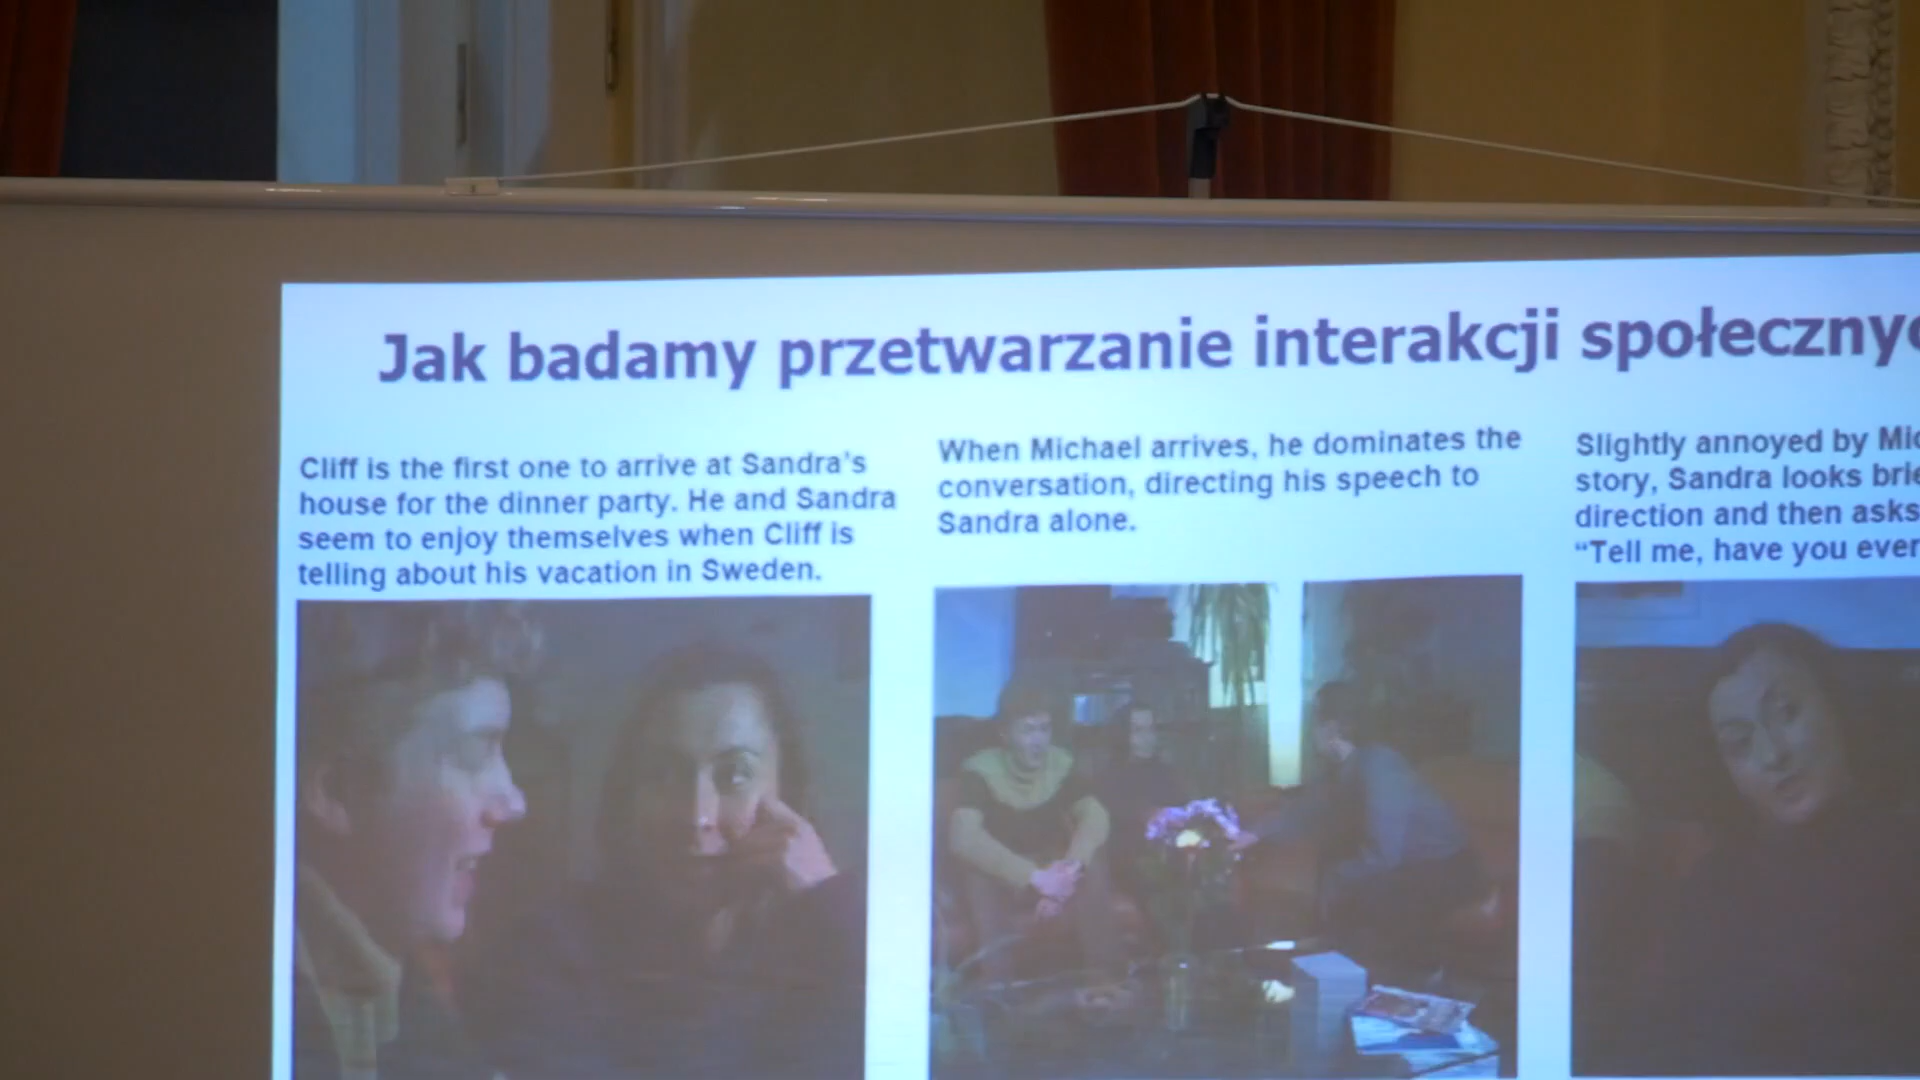 Jak badamy przetwarzanie interakcji
Cliff is the first one to arrive at Sandra's
house for the dinner party. He and Sandra
seem to enjoy themselves when Cliff is
telling about his vacation in Sweden.
When Michael arrives, he dominates the
conversation, directing his speech to
Sandra alone.
Slightly annoyed by
story, Sandra looks
direction and then asks
“Tell me, have you ever